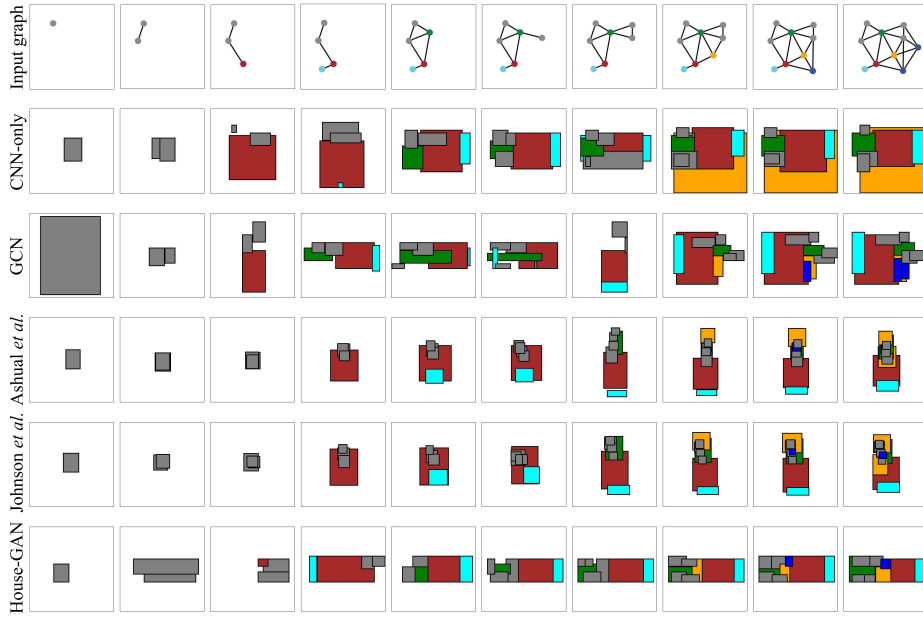 Input graph
CNN-only
GCN
Ashual et al.
Johnson et al.
House-GAN